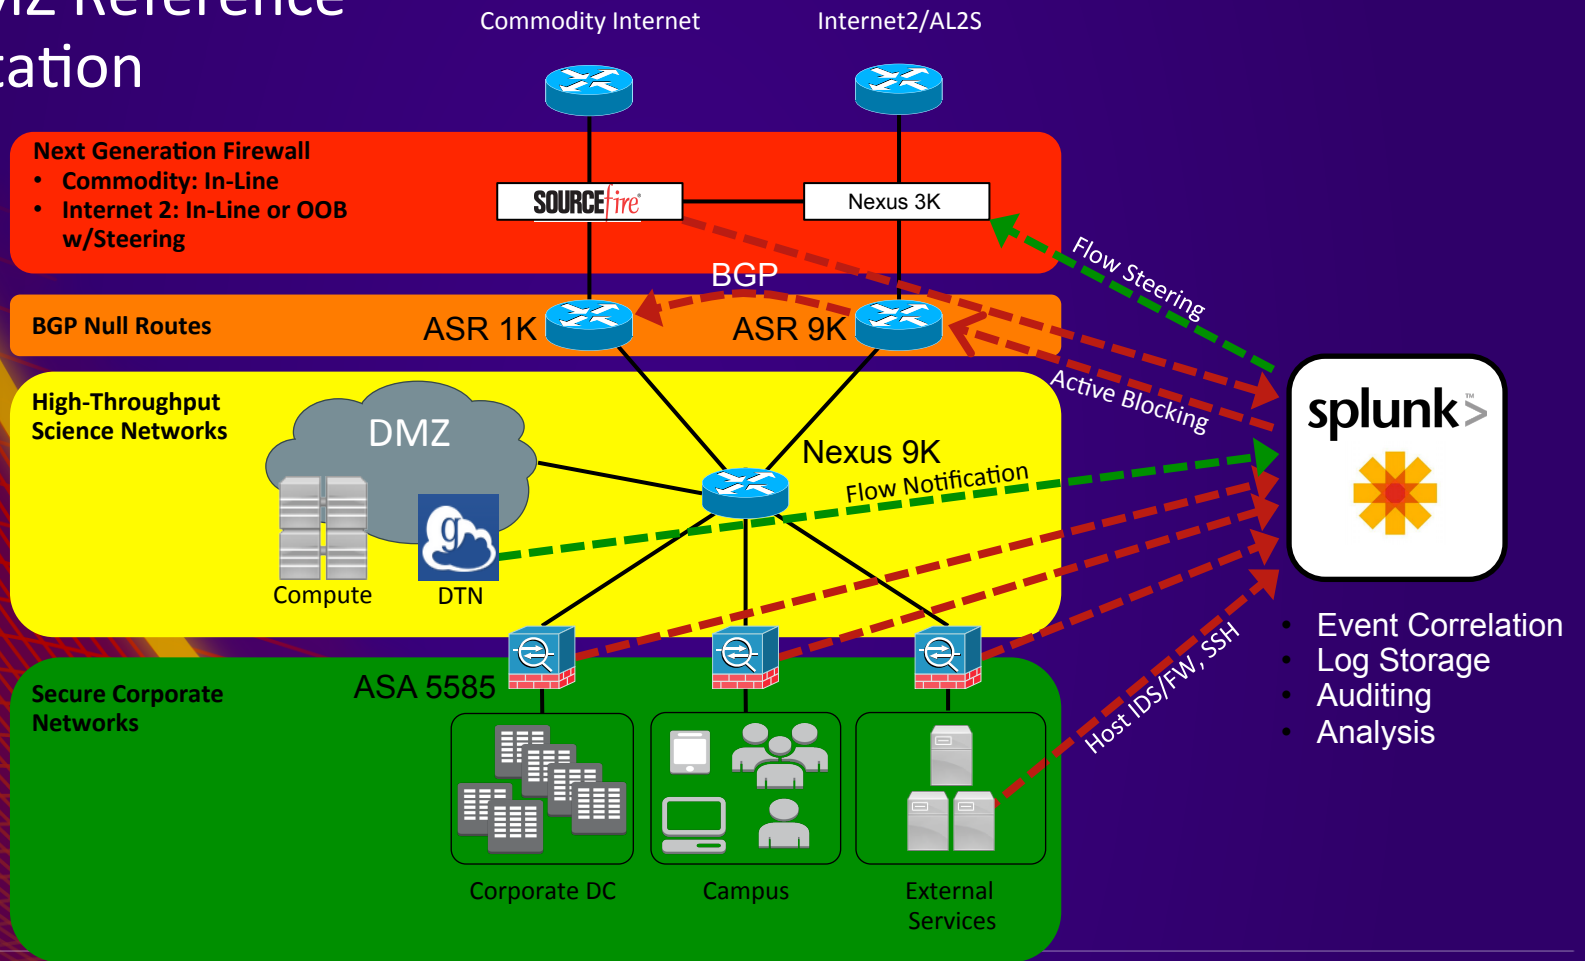 MZ Reference
tation
Commodity Internet
Internet2/AL2S
Next Generation Firewall
• Commodity: In-Line
• Internet 2: In-Line or OOB
w/Steering
SOURCEfire
Nexus 3K
Flow Steering
BGP
BGP Null Routes
ASR 1K
ASR 9K
Active Blocking
splunk>
High-Throughput
Science Networks
DMZ
Nexus 9K
Flow Notification
g
Compute
DTN
Host IDS/FW, SSH
• Event Correlation
• Log Storage
• Auditing
• Analysis
Secure Corporate
Networks
ASA 5585
Corporate DC
Campus
External
Services